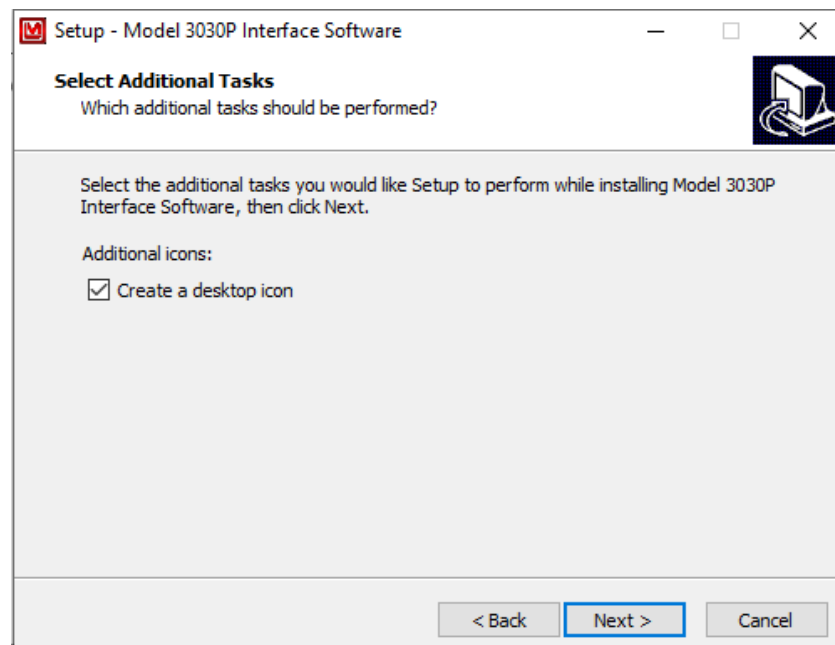 Setup - Model 3030P Interface Software
Select Additional Tasks
Which additional tasks should be performed?
Select the additional tasks you would like Setup to perform while installing Model 3030P
Interface Software, then click Next.
Additional icons:
Create a desktop icon
< Back Next > Cancel